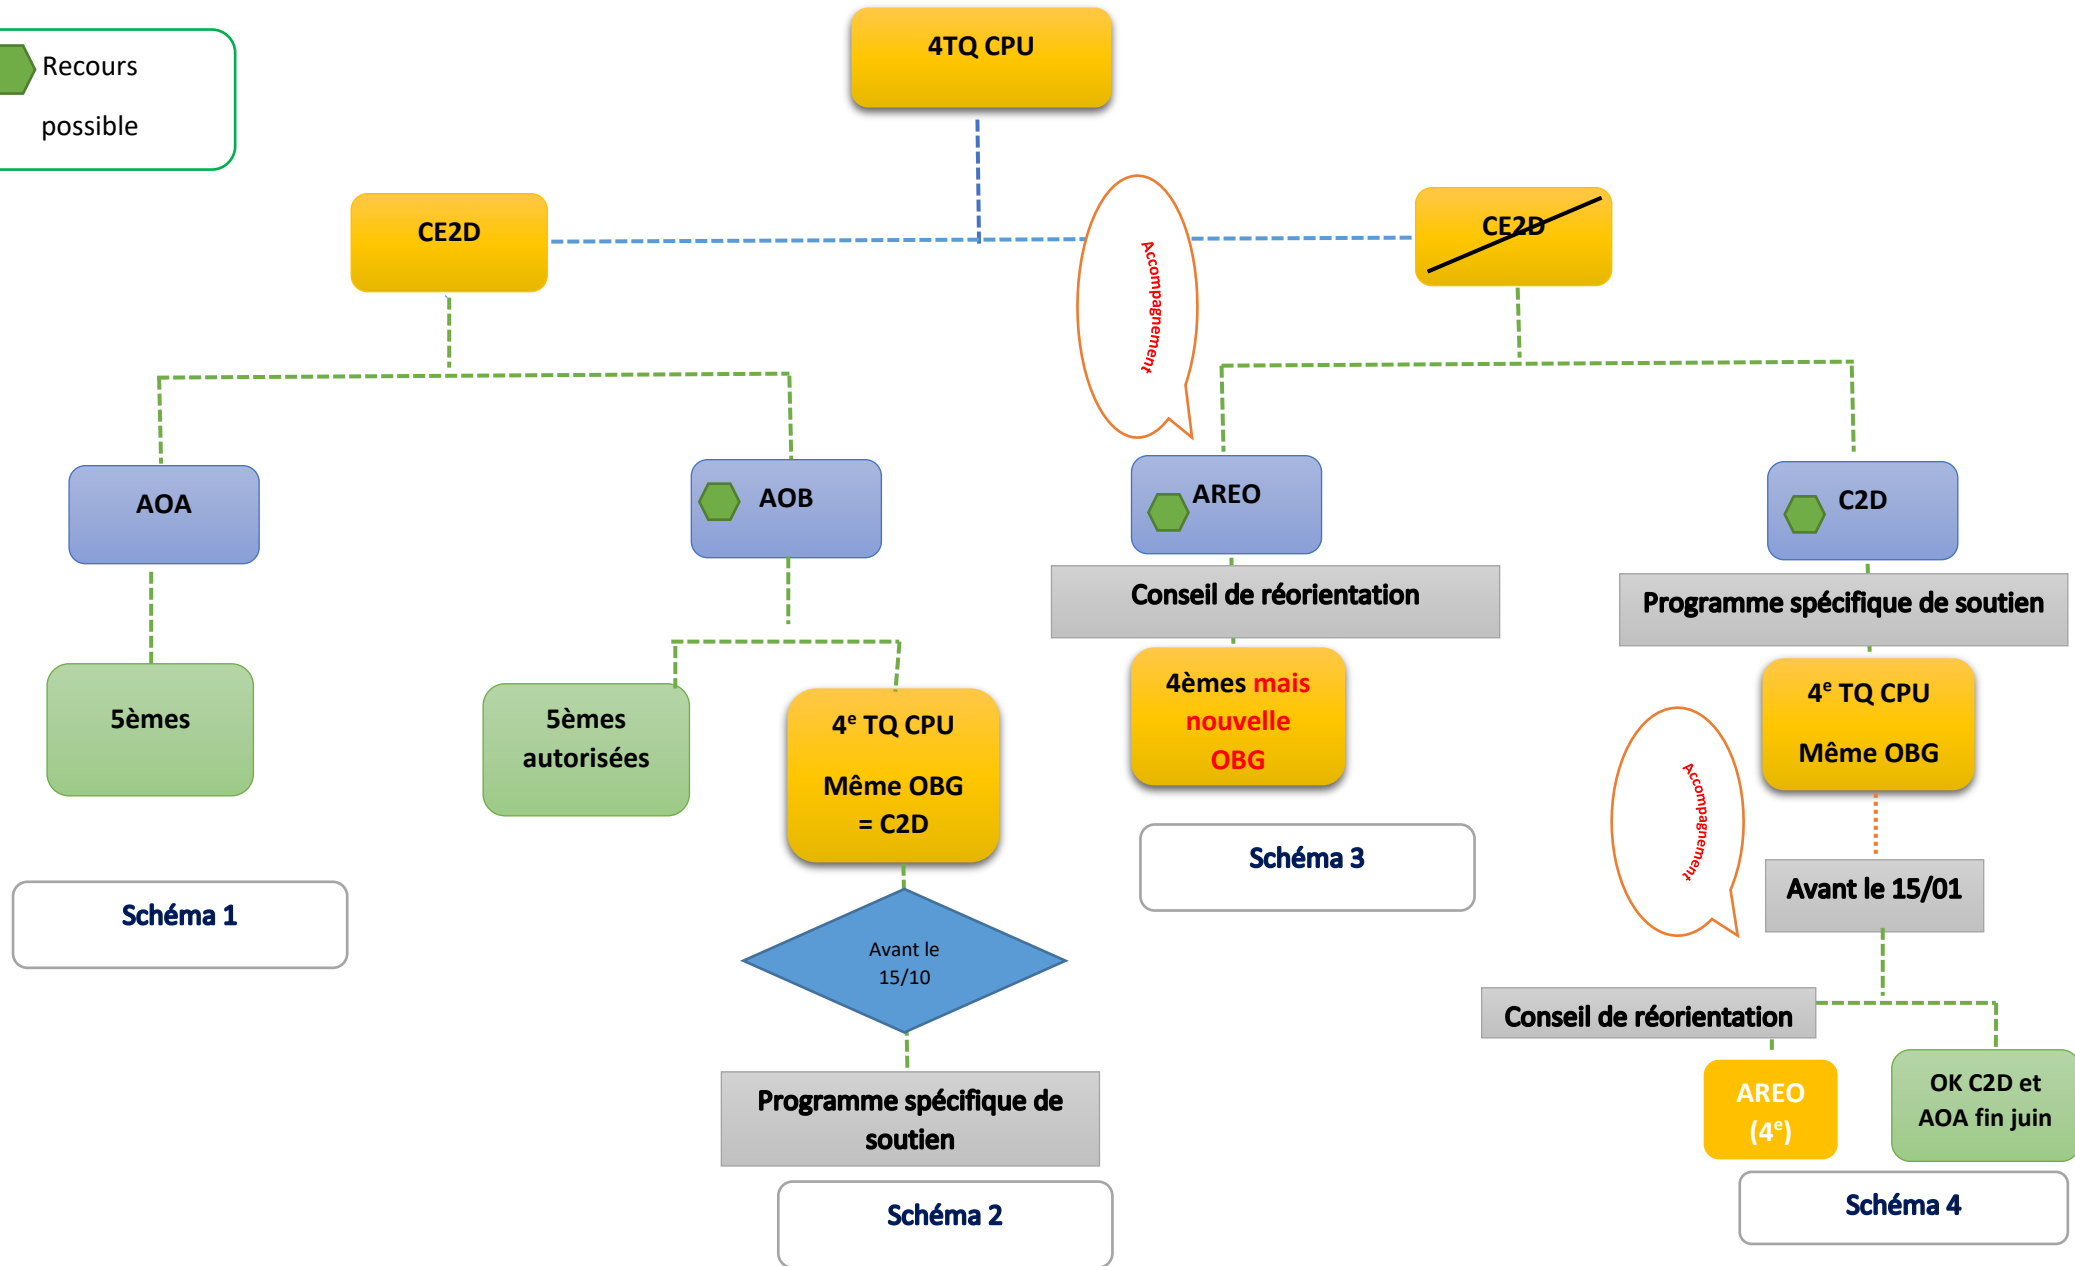 Recours
possible
4TQ CPU
CE2D
CE2D
Accompagnement
AOA
AOB
AREO
C2D
Conseil de réorientation
Programme spécifique de soutien
5èmes
5èmes
autorisées
4e TQ CPU
Même OBG
= C2D
4èmes mais
nouvelle
OBG
4e TQ CPU
Même OBG
Accompagnement
Schéma 1
Schéma 3
Avant le 15/01
Avant le
15/10
Conseil de réorientation
Programme spécifique de
soutien
AREO
(4e)
OK C2D et
AOA fin juin
Schéma 2
Schéma 4